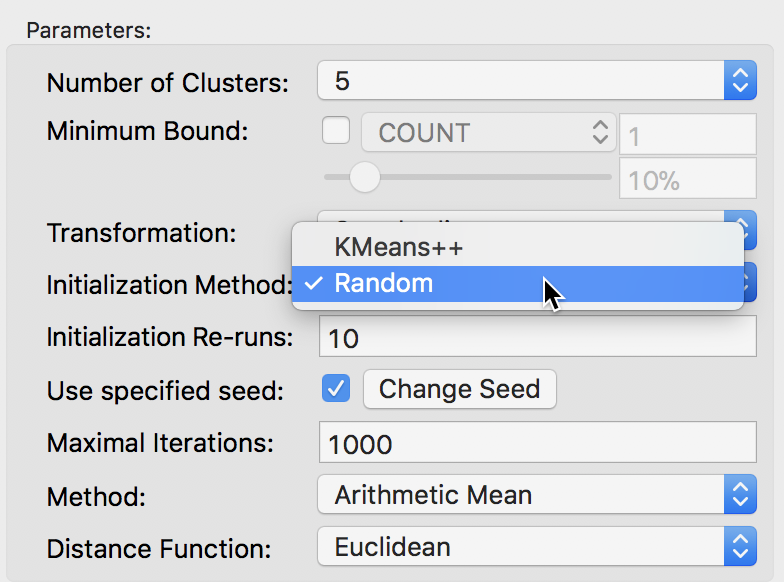 Parameters:
Number of Clusters: 5
Minimum Bound: COUNT 1
10%
Transformation:
KMeans++
Initialization Method: Random
Initialization Re-runs: 10
Use specified seed: Change Seed
Maximal Iterations: 1000
Method: Arithmetic Mean
Distance Function: Euclidean